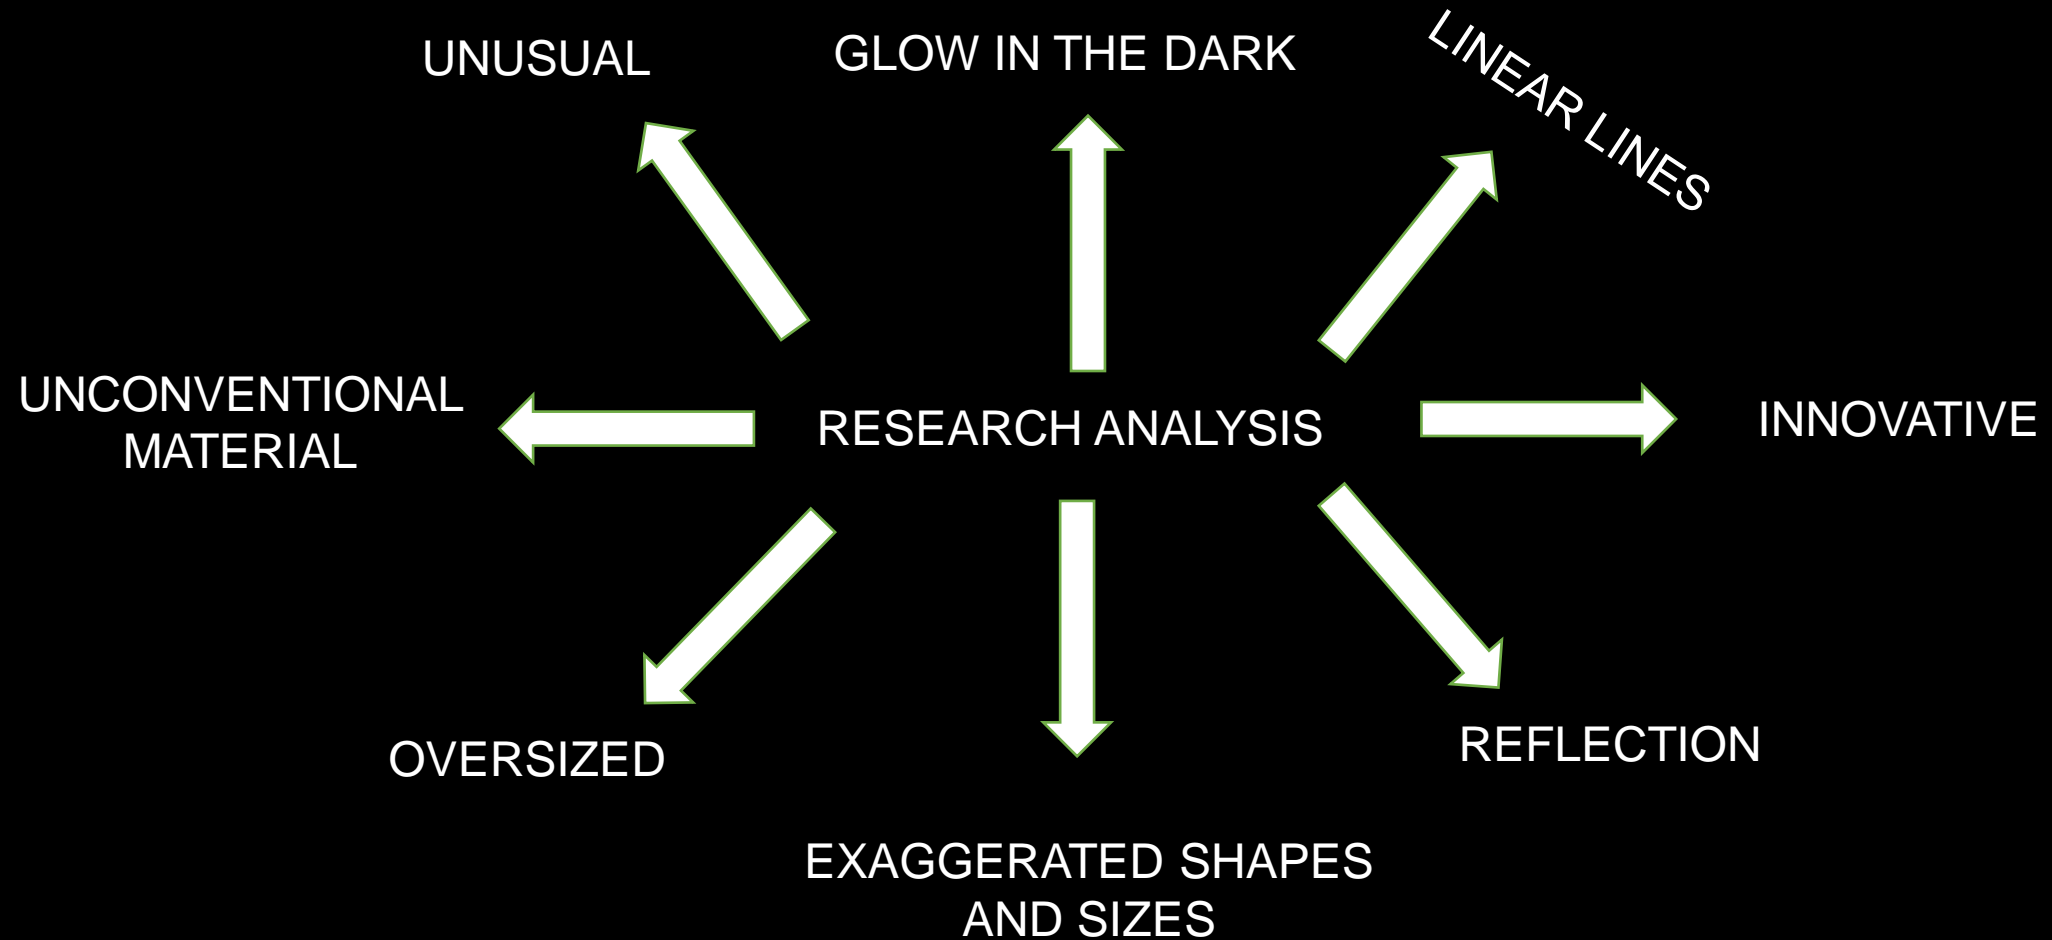 UNUSUAL
GLOW IN THE DARK
LINEAR LINES
UNCONVENTIONAL
MATERIAL
RESEARCH ANALYSIS
INNOVATIVE
OVERSIZED
REFLECTION
EXAGGERATED SHAPES
AND SIZES